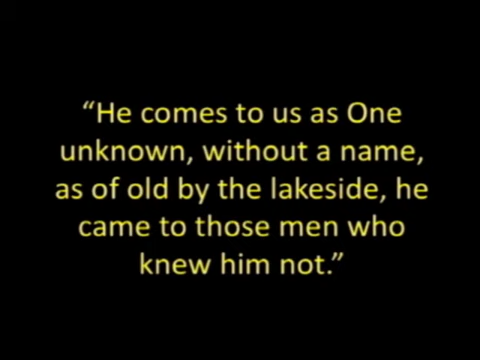 “He comes to us as One
unknown, without a name,
as of old by the lakeside, he
came to those men who
knew him not.”